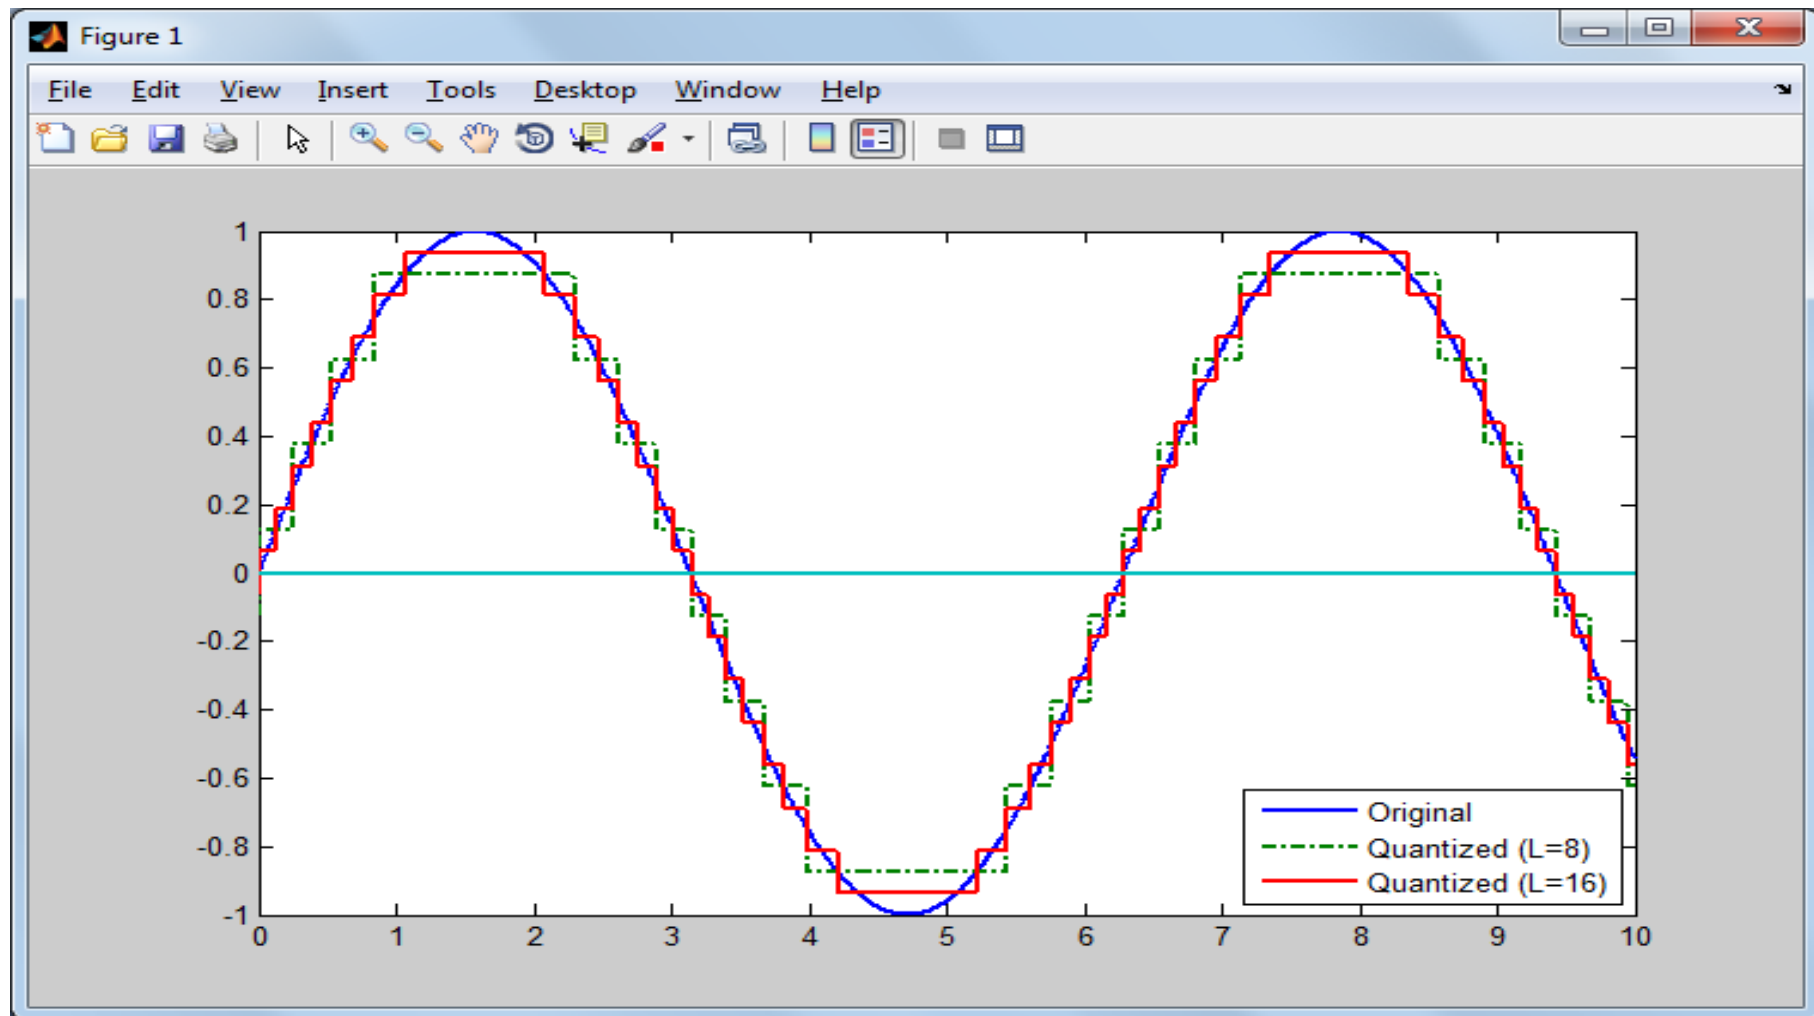 Figure 1
File Edit View Insert Tools Desktop Window Help
1
0.8
0.6
0.4
0.2
0
-0.2
-0.4
-0.6
-0.8
-1
0 1 2 3 4 5 6 7 8 9 10
Original
Quantized (L=8)
Quantized (L=16)